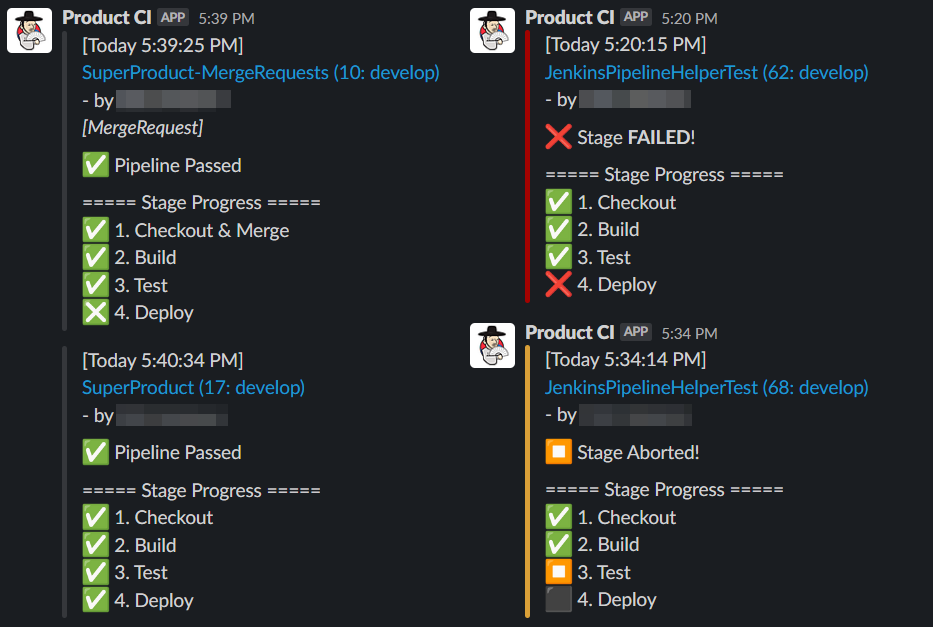 Product CI APP 5:39 PM
[Today 5:39:25 PM]
SuperProduct-MergeRequests (10: develop)
- by
[MergeRequest]
Pipeline Passed
===== Stage Progress =====
1. Checkout & Merge
2. Build
3. Test
4. Deploy
[Today 5:40:34 PM]
SuperProduct (17: develop)
- by
Pipeline Passed
===== Stage Progress =====
1. Checkout
2. Build
3. Test
4. Deploy
Product CI APP 5:20 PM
[Today 5:20:15 PM]
JenkinsPipelineHelperTest (62: develop)
- by
Stage FAILED!
===== Stage Progress =====
1. Checkout
2. Build
3. Test
4. Deploy
Product CI APP 5:34 PM
[Today 5:34:14 PM]
JenkinsPipelineHelperTest (68: develop)
- by
Stage Aborted!
===== Stage Progress =====
1. Checkout
2. Build
3. Test
4. Deploy